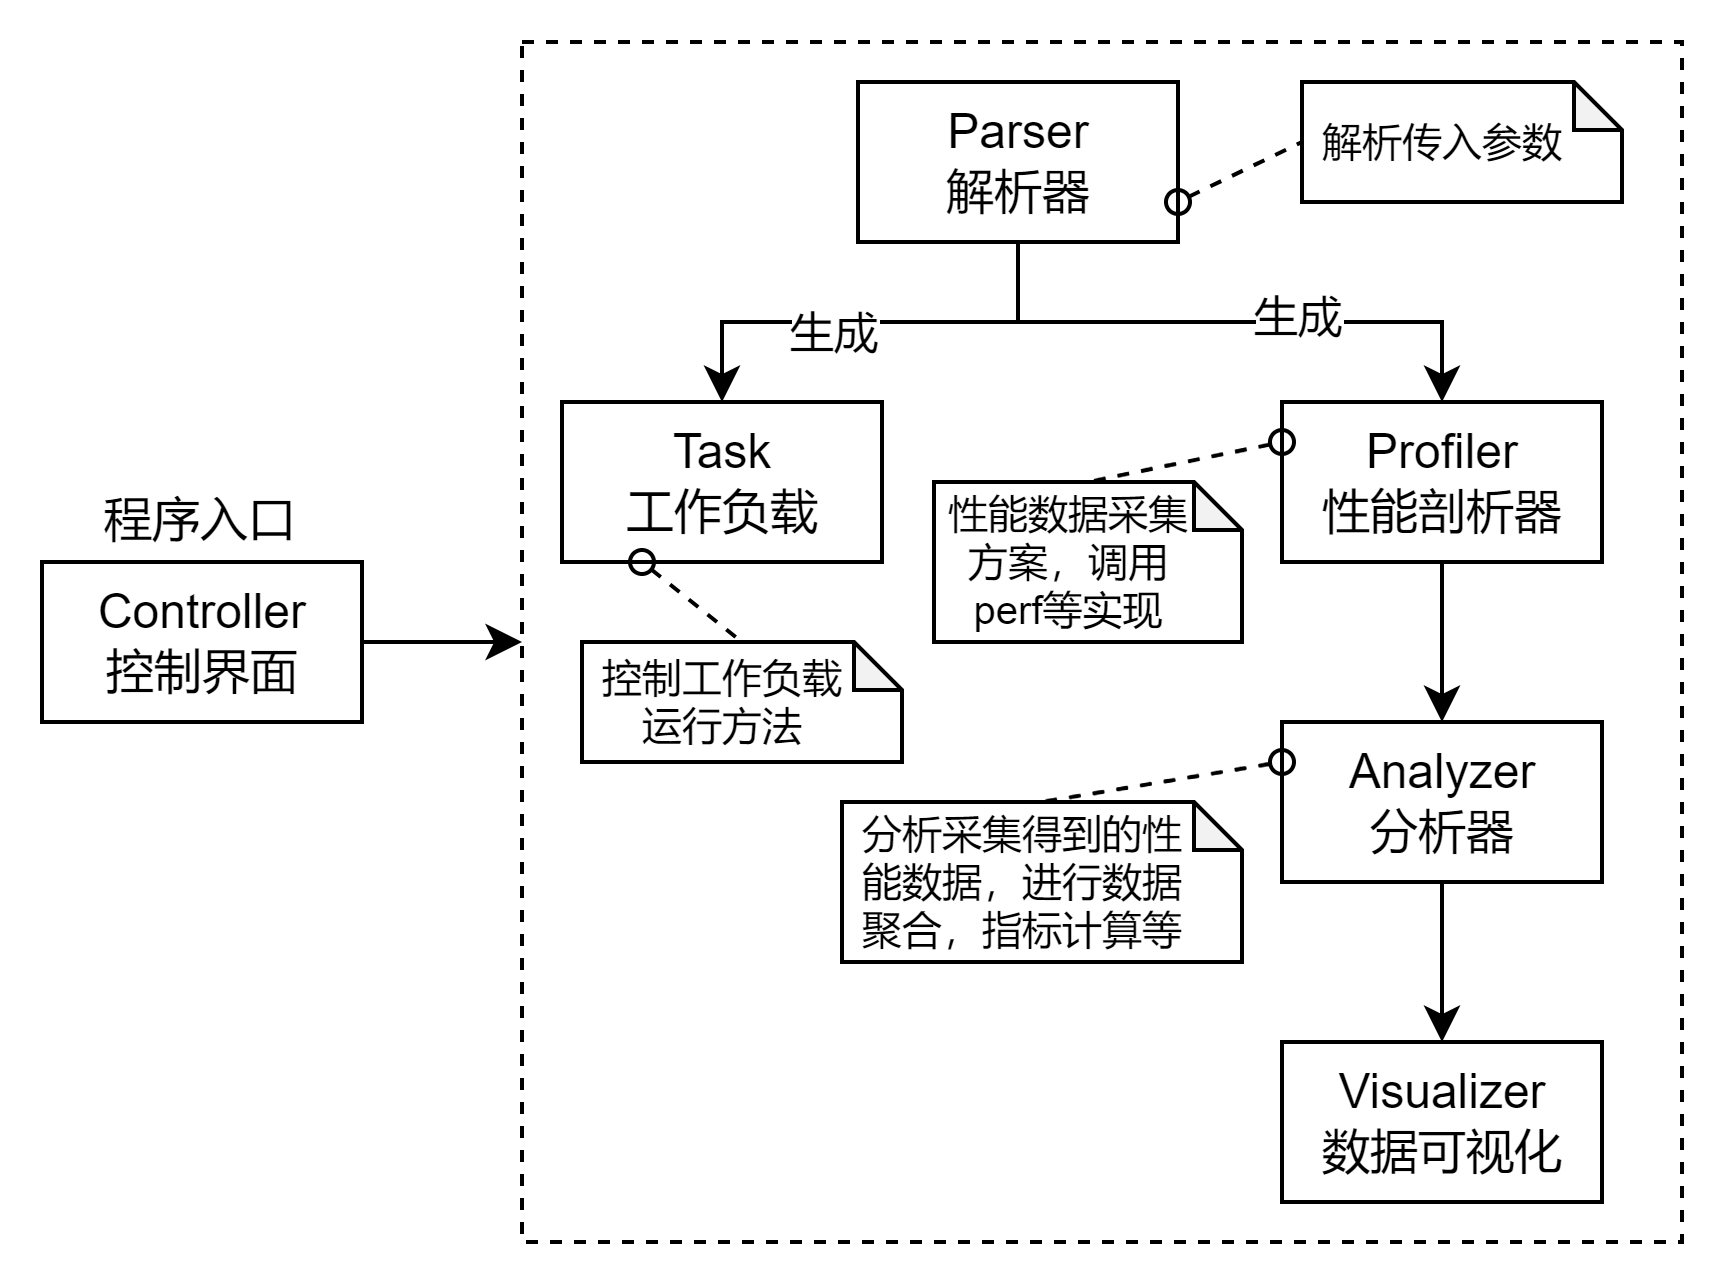 Parser
解析器
解析传入参数
生成
生成
Task
工作负载
Profiler
性能剖析器
性能数据采集
方案，调用
perf等实现
程序入口
Controller
控制界面
控制工作负载
运行方法
Analyzer
分析器
分析采集得到的性
能数据，进行数据
聚合，指标计算等
Visualizer
数据可视化